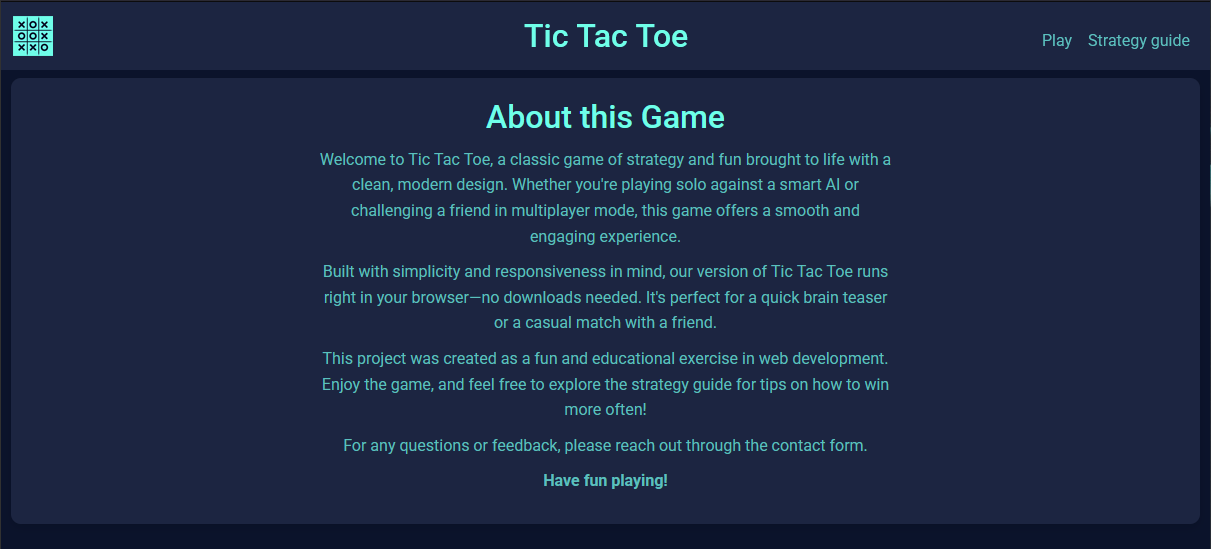 XOX
OOX
XXO
Tic Tac Toe
Play
Strategy guide
About this Game
Welcome to Tic Tac Toe, a classic game of strategy and fun brought to life with a
clean, modern design. Whether you're playing solo against a smart AI or
challenging a friend in multiplayer mode, this game offers a smooth and
engaging experience.
Built with simplicity and responsiveness in mind, our version of Tic Tac Toe runs
right in your browser—no downloads needed. It's perfect for a quick brain teaser
or a casual match with a friend.
This project was created as a fun and educational exercise in web development.
Enjoy the game, and feel free to explore the strategy guide for tips on how to win
more often!
For any questions or feedback, please reach out through the contact form.
Have fun playing!